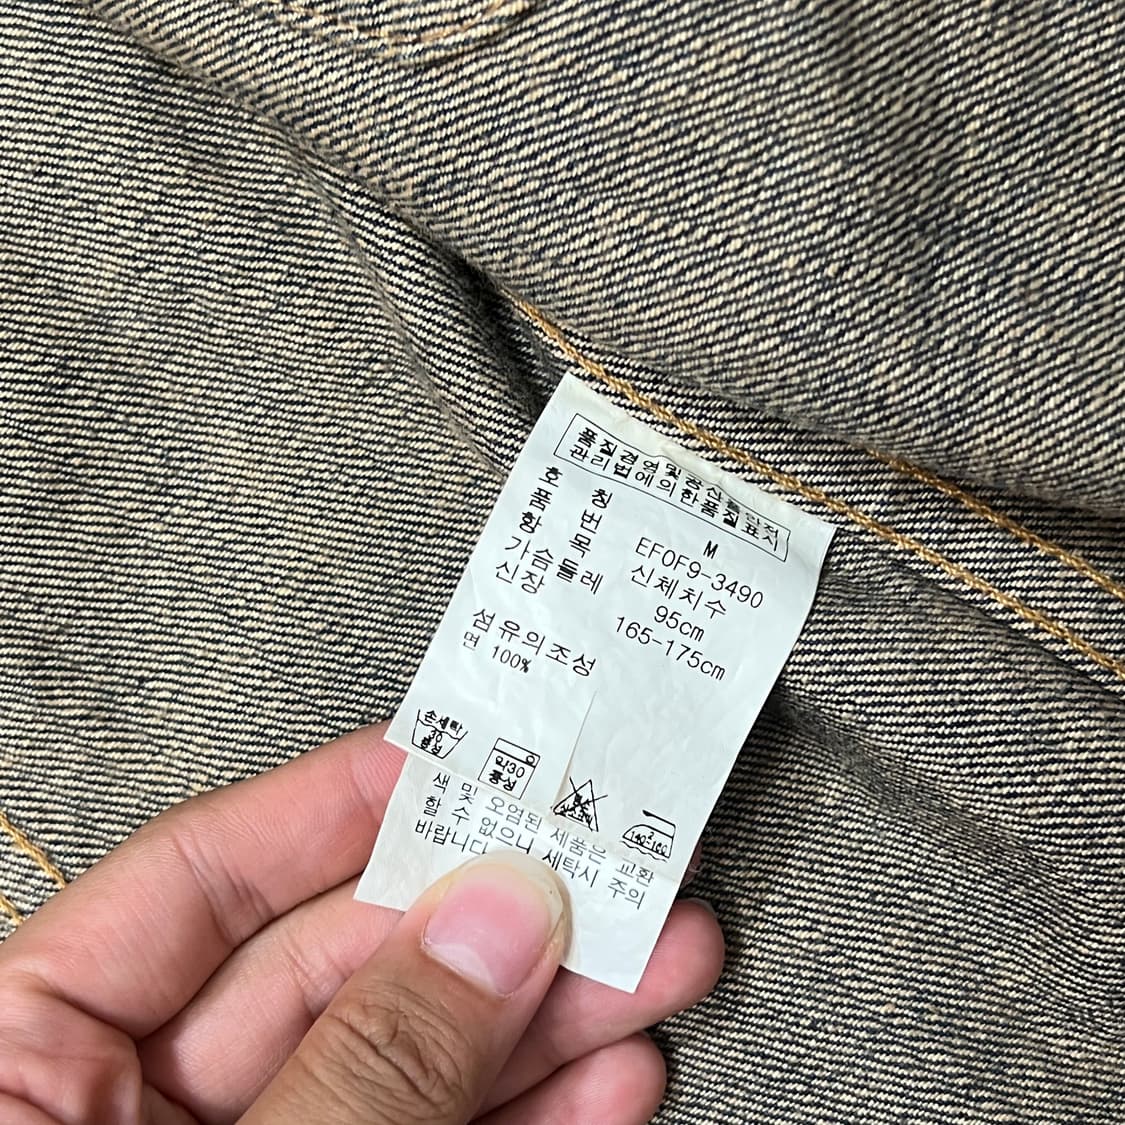 품질경영및공산품안전
관리법에의한품질표시
호 칭 M
품 번 EF0F9-3490
항 목 신체치수
가슴둘레 95cm
신장 165-175cm
섬유의조성
면 100%
손세탁
30
중성
약30
중성
140-160
색 및 오염된 제품은 교환
할 수 없으니 세탁시 주의
바랍니다